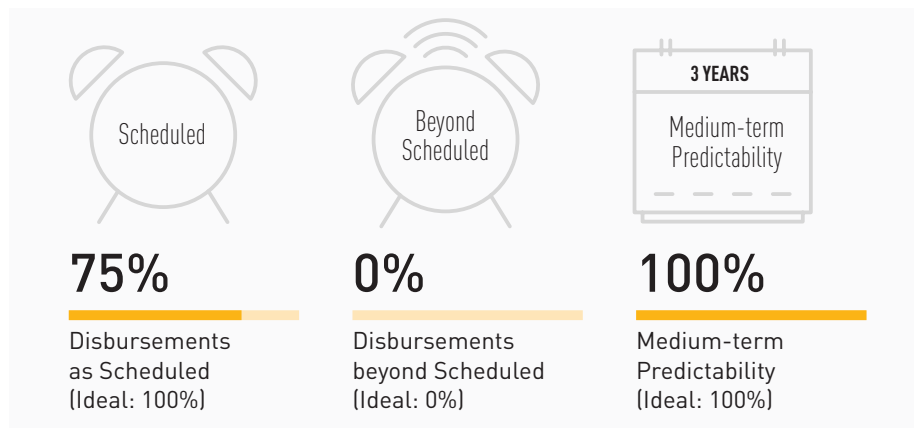 Scheduled
75%
Disbursements
as Scheduled
(Ideal: 100%)
Beyond
Scheduled
0%
Disbursements
beyond Scheduled
(Ideal: 0%)
3 YEARS
Medium-term
Predictability
100%
Medium-term
Predictability
(Ideal: 100%)